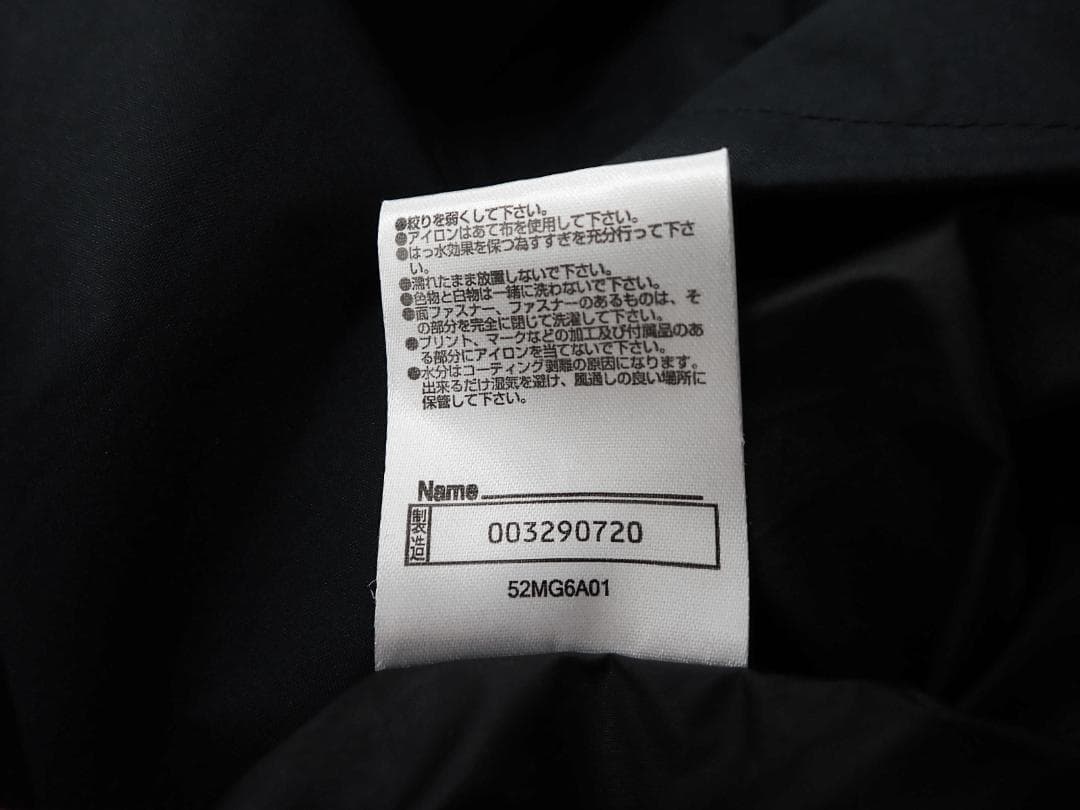 ●絞りを弱くして下さい。
●アイロンはあて布を使用して下さい。
●はっ水効果を保つ為すすぎを充分行って下さ
い。
●濡れたまま放置しないで下さい。
●色物と白物は一緒に洗わないで下さい。
●面ファスナー、ファスナーのあるものは、そ
の部分を完全に閉じて洗濯して下さい。
●プリント、マークなどの加工及び付属品のあ
る部分にアイロンを当てないで下さい。
●水分はコーティング剥離の原因になります。
出来るだけ湿気を避け、風通しの良い場所に
保管して下さい。
Name
製造 003290720
52MG6A01